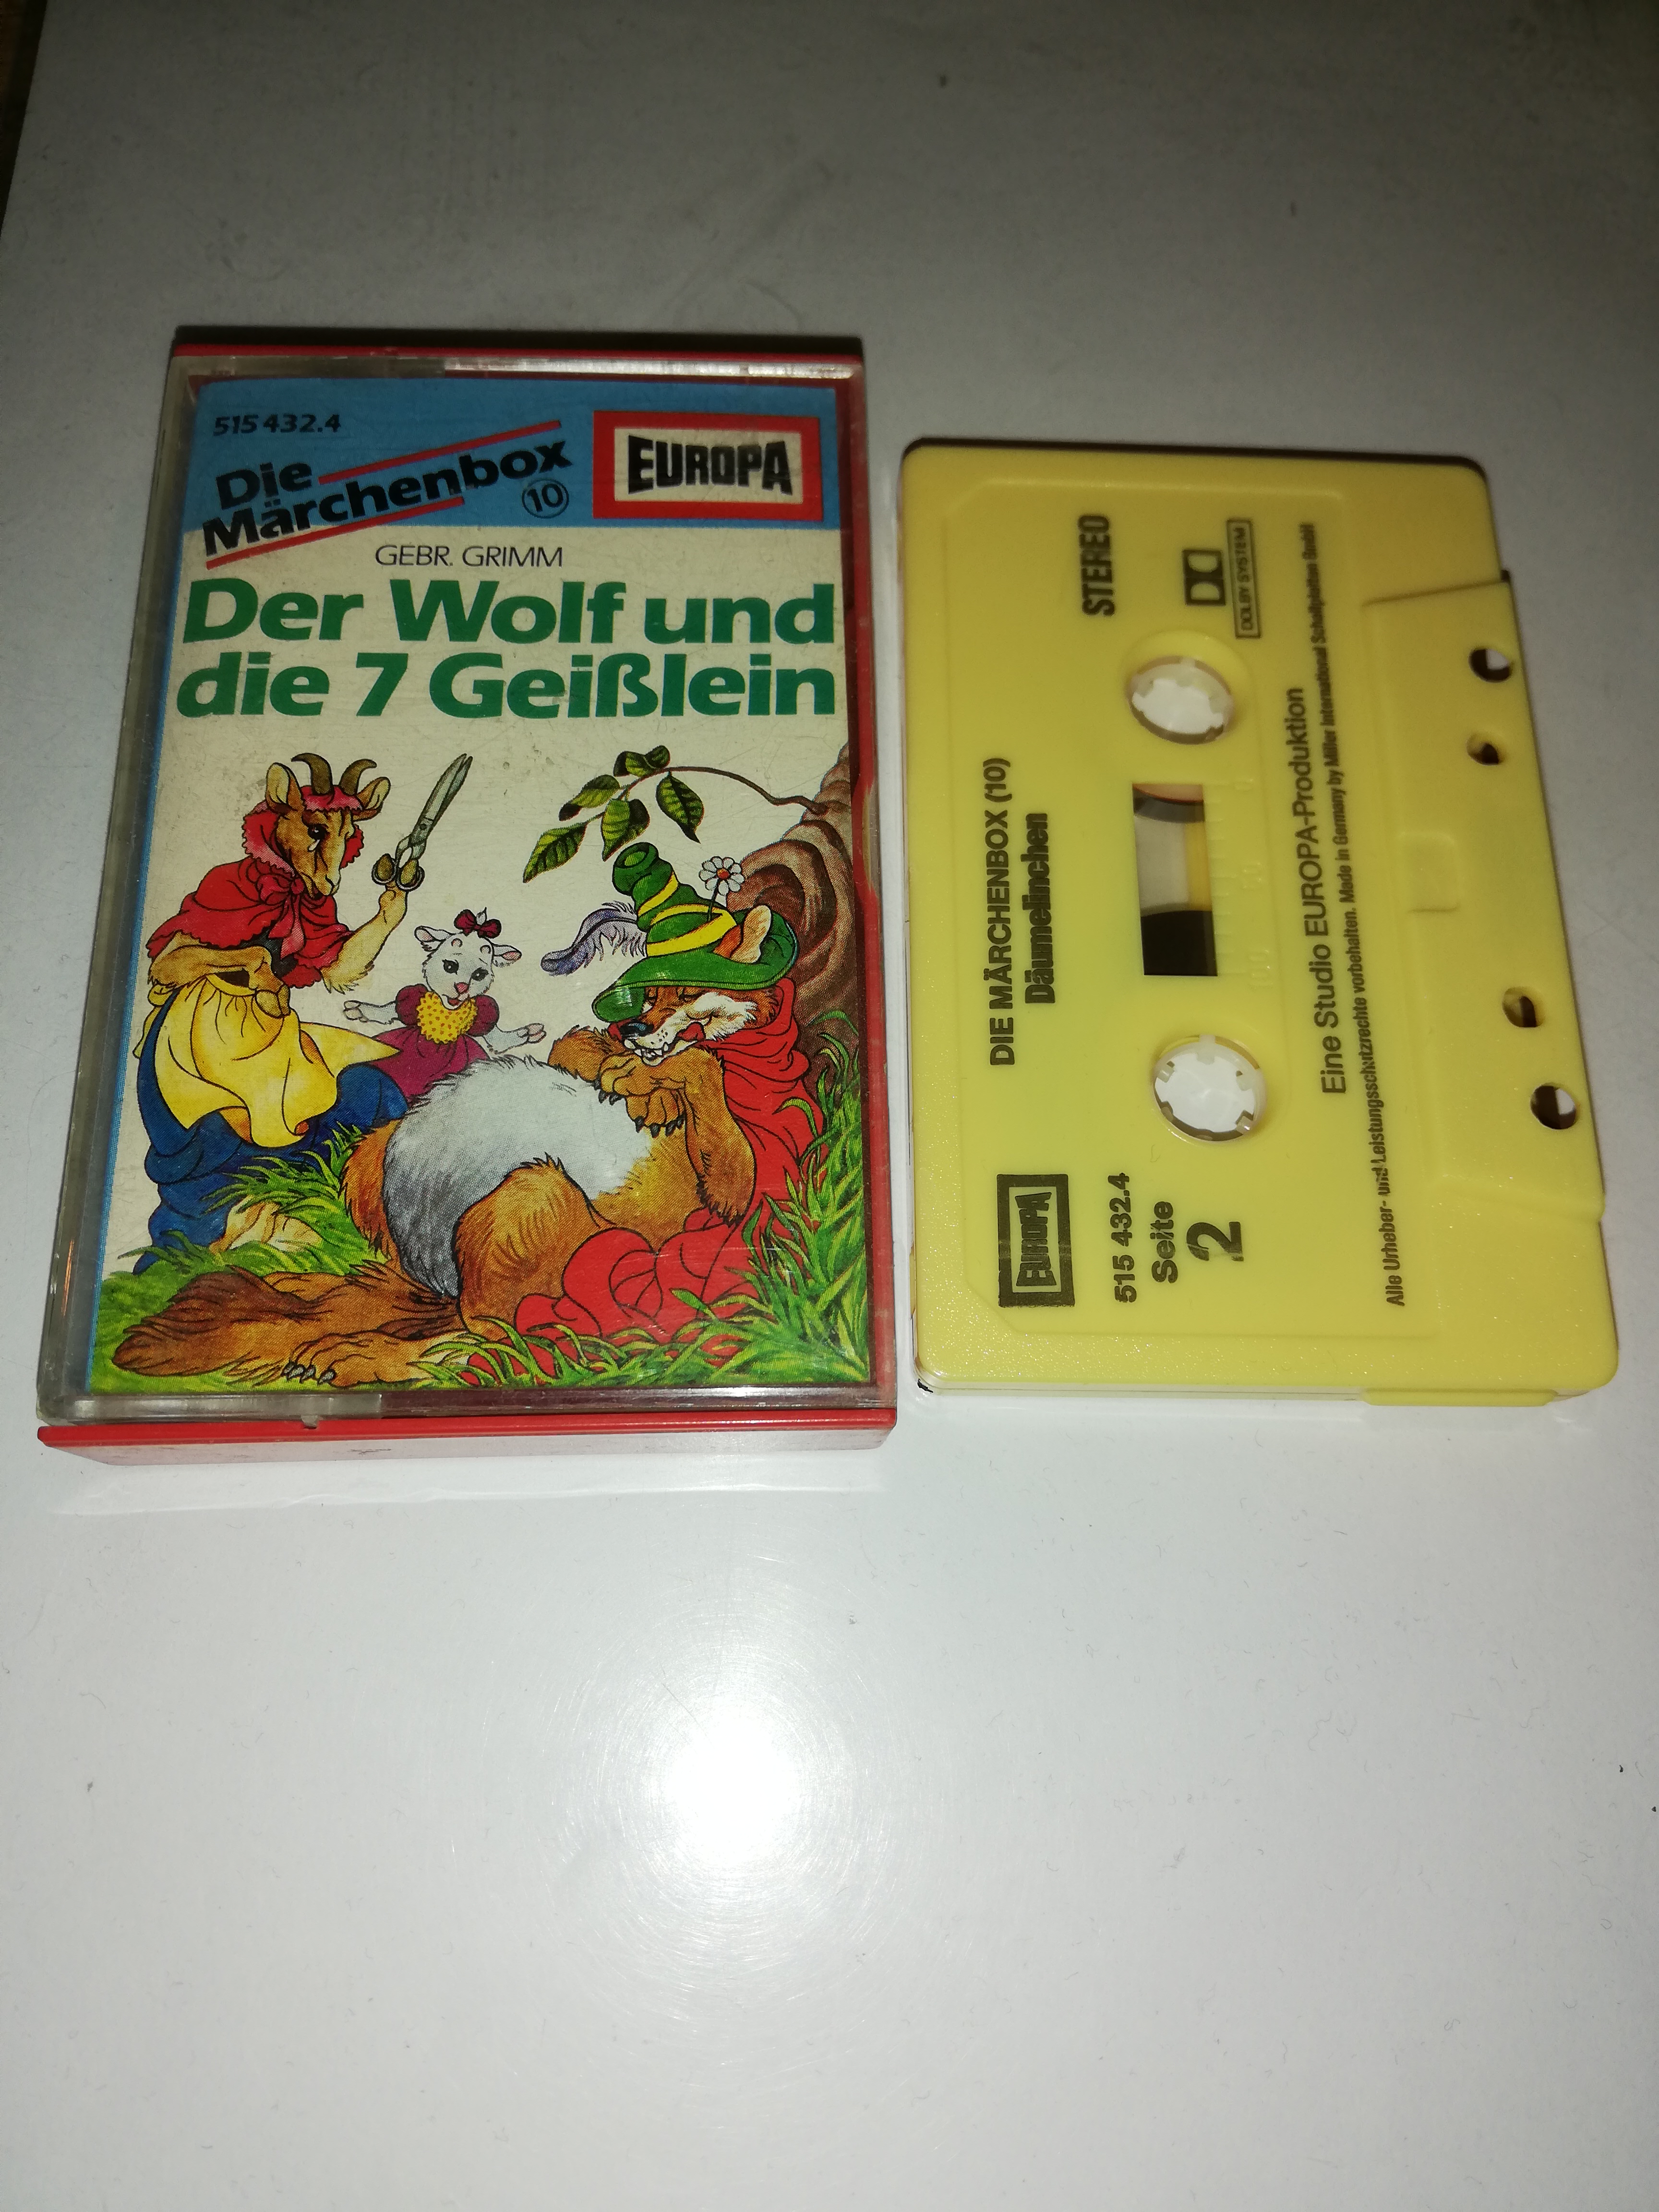 515 432.4
Die
Märchenbox
10
EUROPA
GEBR. GRIMM
Der Wolf und
die 7 Geißlein
EUROPA
DIE MÄRCHENBOX (10)
Däumelinchen
515 432.4
Seite
2
STEREO
DOLBY SYSTEM
Eine Studio EUROPA-Produktion
Alle Urheber- und Leistungsschutzrechte vorbehalten. Made in Germany by Miller International Schallplatten GmbH